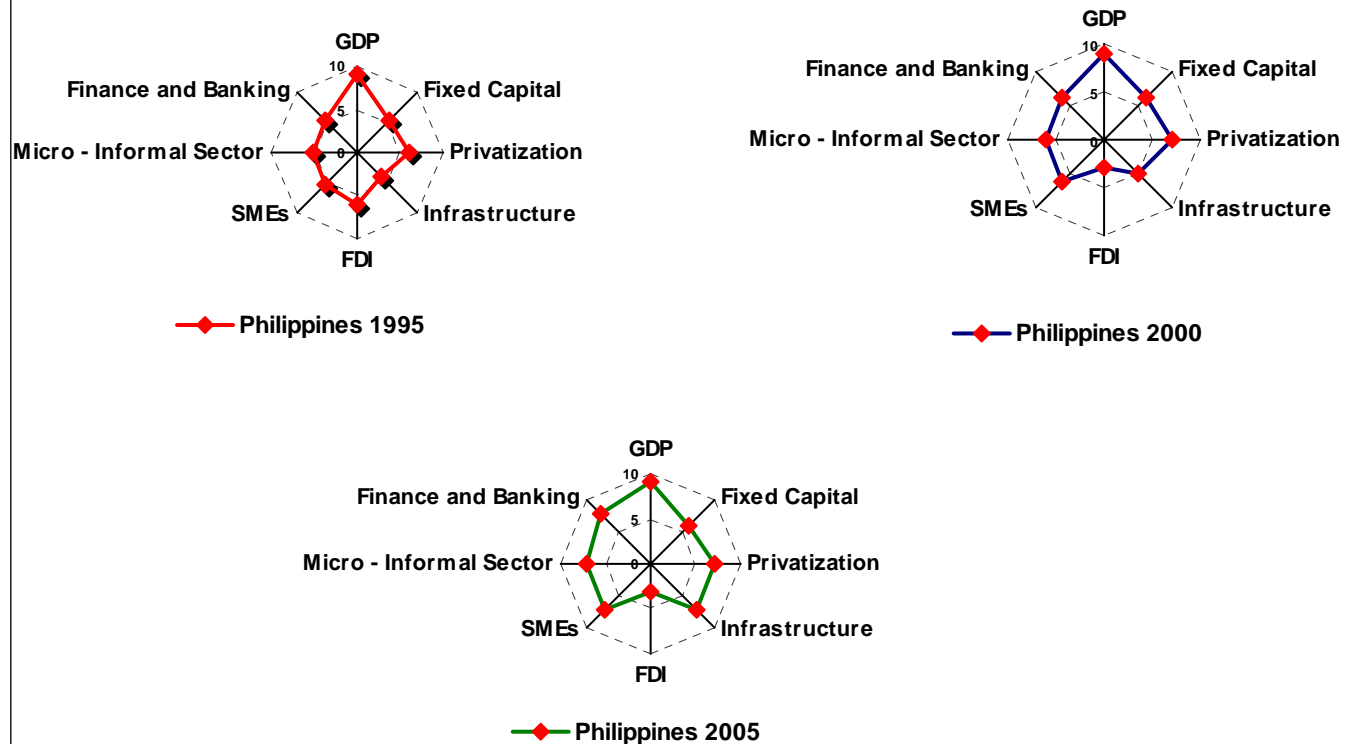 GDP
10
Finance and Banking
Fixed Capital
5
Micro - Informal Sector
0
Privatization
SMEs
Infrastructure
FDI
Philippines 1995
GDP
10
Finance and Banking
Fixed Capital
5
Micro - Informal Sector
0
Privatization
SMEs
Infrastructure
FDI
Philippines 2000
GDP
10
Finance and Banking
Fixed Capital
5
Micro - Informal Sector
0
Privatization
SMEs
Infrastructure
FDI
Philippines 2005